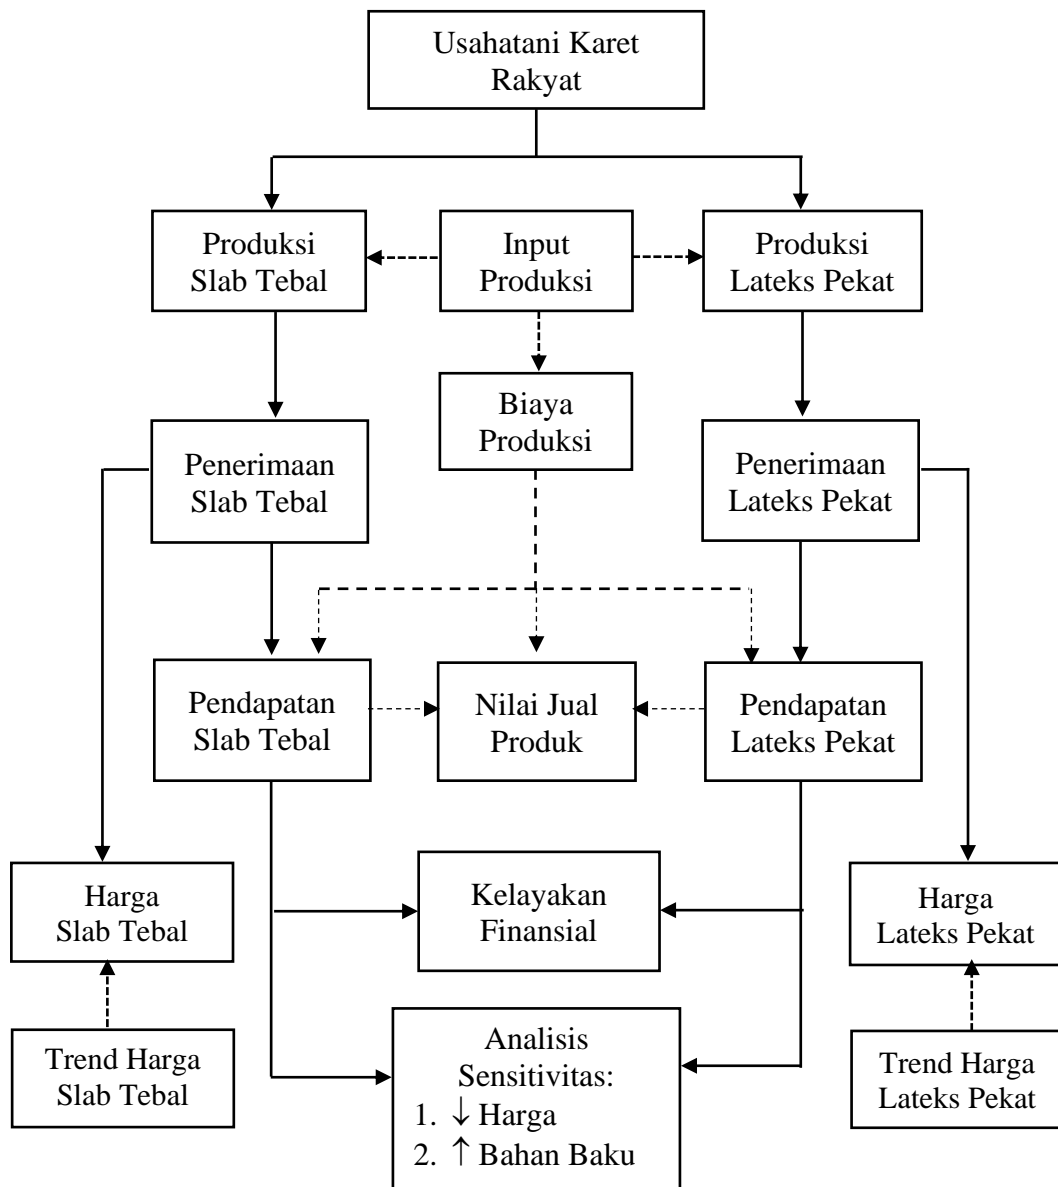 Usahatani Karet
Rakyat
Produksi
Slab Tebal
Input
Produksi
Produksi
Lateks Pekat
Biaya
Produksi
Penerimaan
Slab Tebal
Penerimaan
Lateks Pekat
Pendapatan
Slab Tebal
Nilai Jual
Produk
Pendapatan
Lateks Pekat
Harga
Slab Tebal
Kelayakan
Finansial
Harga
Lateks Pekat
Trend Harga
Slab Tebal
Analisis
Sensitivitas:
1. ↓ Harga
2. ↑ Bahan Baku
Trend Harga
Lateks Pekat